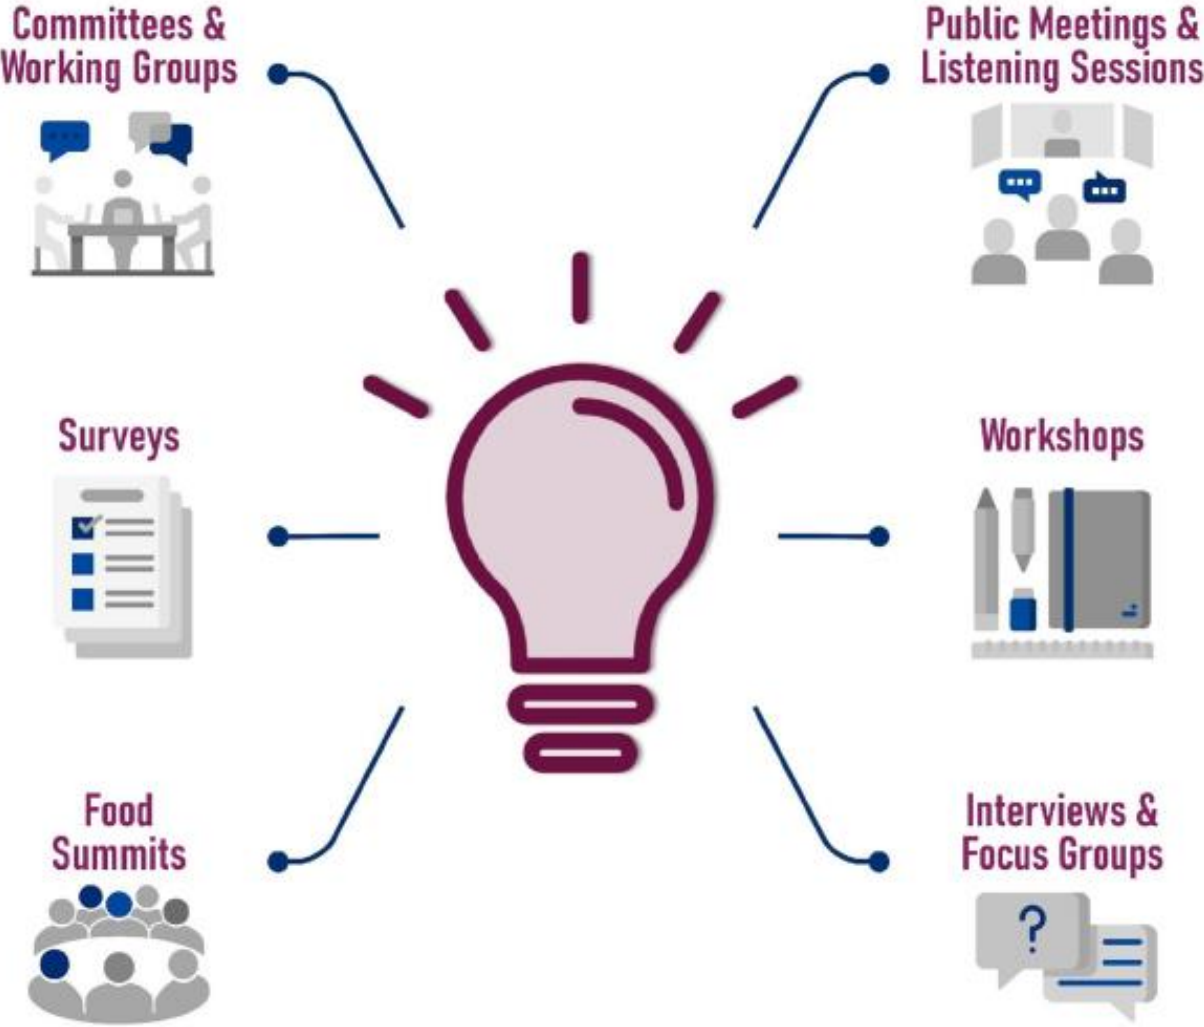 Committees &
Working Groups
Public Meetings &
Listening Sessions
Surveys
Workshops
Food
Summits
Interviews &
Focus Groups
?